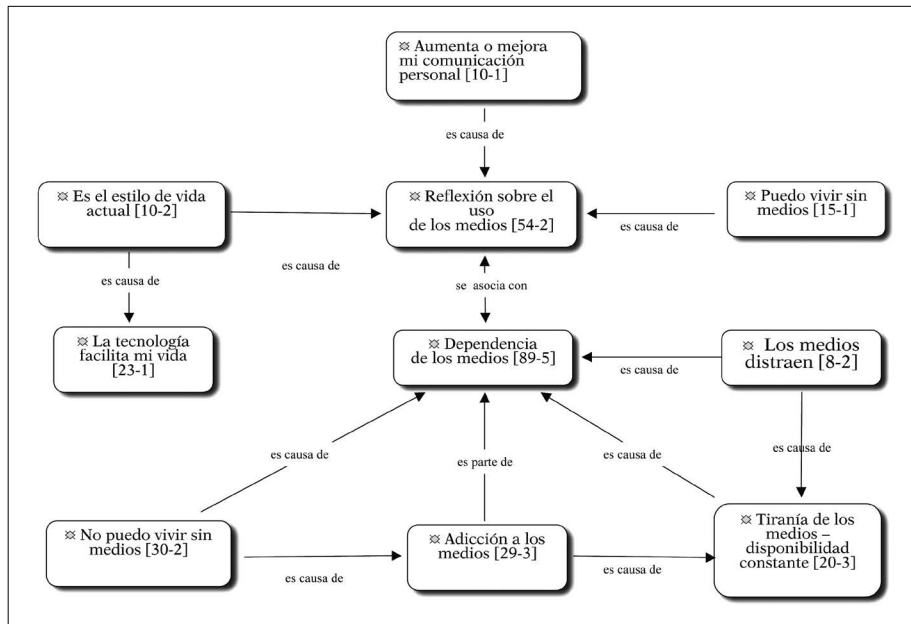 ¤ Aumenta o mejora
mi comunicación
personal [10-1]
es causa de
¤ Es el estilo de vida
actual [10-2]
¤ Reflexión sobre el
uso
de los medios [54-2]
¤ Puedo vivir sin
medios [15-1]
es causa de
es causa de
es causa de
se asocia con
¤ La tecnología
facilita mi vida
[23-1]
¤ Dependencia
de los medios [89-5]
¤ Los medios
distraen [8-2]
es causa de
es causa de
es parte de
es causa de
es causa de
¤ No puedo vivir sin
medios [30-2]
¤ Adicción a los
medios [29-3]
¤ Tiranía de los
medios –
disponibilidad
constante [20-3]
es causa de
es causa de